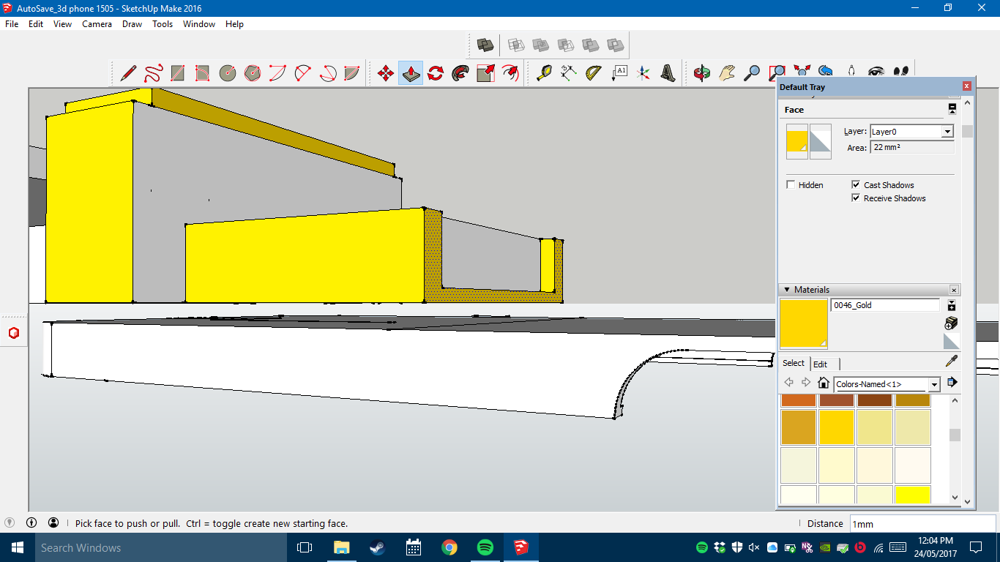 AutoSave_3d phone 1505 - SketchUp Make 2016
File Edit View Camera Draw Tools Window Help
A1
Default Tray
Face
Layer: Layer0
Area: 22 mm²
Hidden
Cast Shadows
Receive Shadows
Materials
0046_Gold
Select Edit
Colors-Named<1>
Pick face to push or pull. Ctrl = toggle create new starting face.
Distance 1mm
Search Windows
12:04 PM
24/05/2017